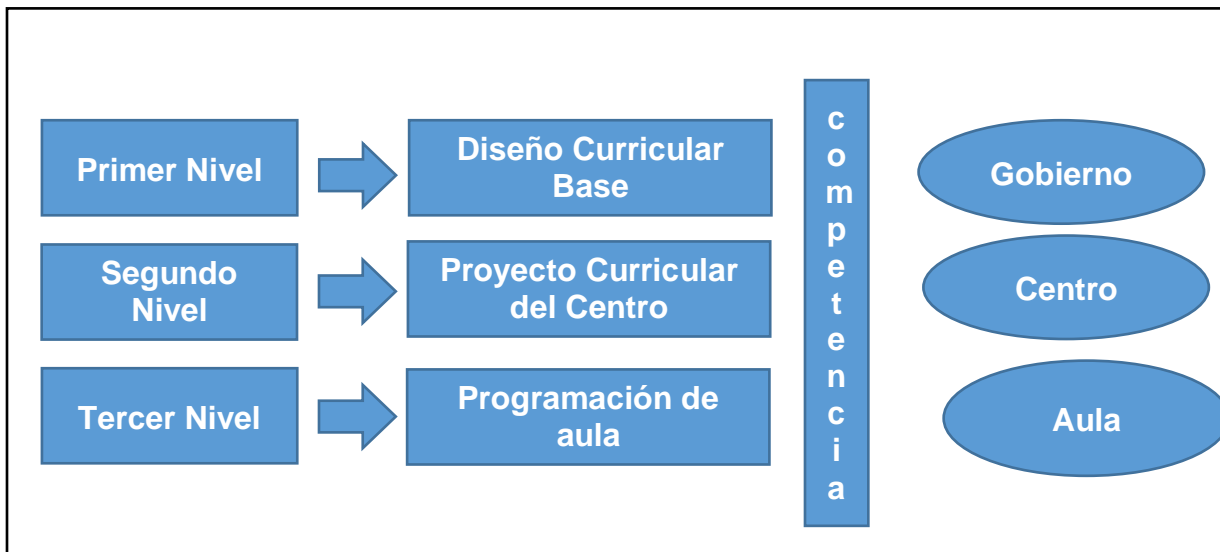 Primer Nivel
Diseño Curricular
Base
Segundo
Nivel
Proyecto Curricular
del Centro
Tercer Nivel
Programación de
aula
c
o
m
p
e
t
e
n
c
i
a
Gobierno
Centro
Aula